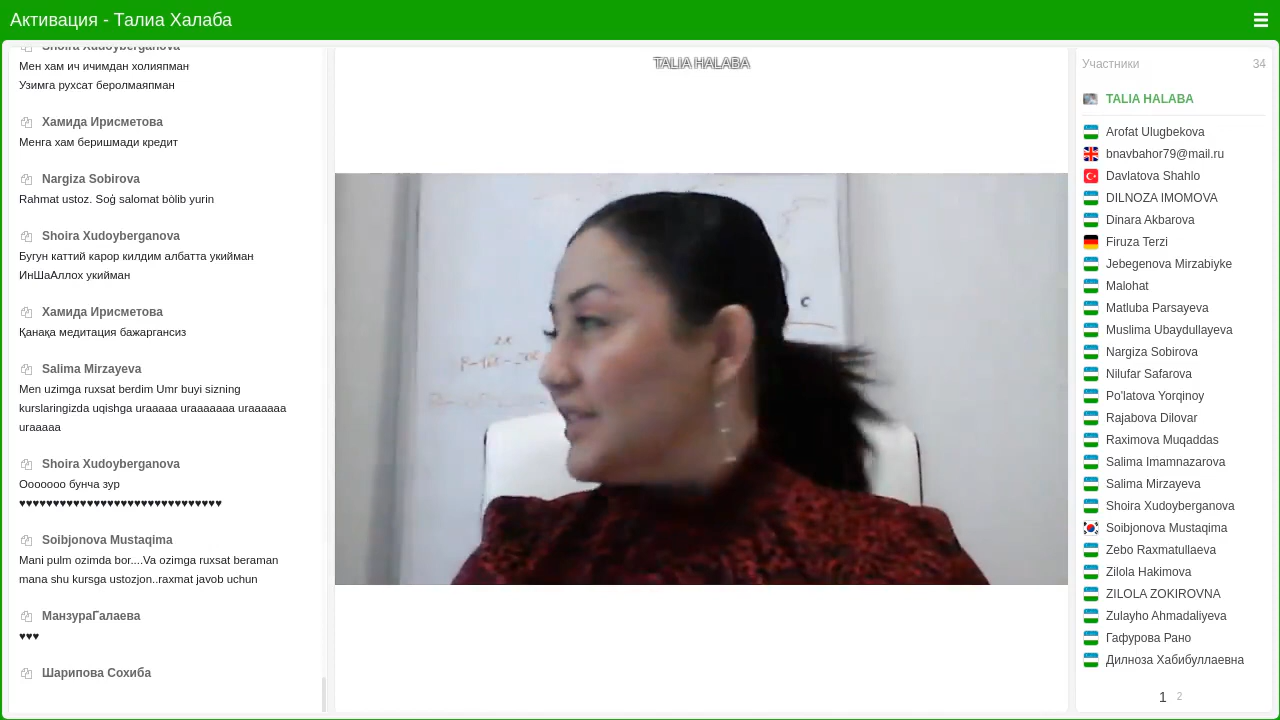 Активация - Талиа Халаба
Shoira Xudoyberganova
Мен хам ич ичимдан холияпман
Узимга рухсат беролмаяпман
Хамида Ирисметова
Менга хам беришмади кредит
Nargiza Sobirova
Rahmat ustoz. Soģ salomat bòlib yurin
Shoira Xudoyberganova
Бугун каттий карор килдим албатта укийман
ИнШаАллох укийман
Хамида Ирисметова
Қанақа медитация бажаргансиз
Salima Mirzayeva
Men uzimga ruxsat berdim Umr buyi sizning
kurslaringizda uqishga uraaaaa uraaaaaaa uraaaaaa
uraaaaa
Shoira Xudoyberganova
Ооооооо бунча зур
♥♥♥♥♥♥♥♥♥♥♥♥♥♥♥♥♥♥♥♥♥♥♥♥♥♥♥♥♥♥
Soibjonova Mustaqima
Mani pulm ozimda bor....Va ozimga ruxsat beraman
mana shu kursga ustozjon..raxmat javob uchun
МанзураГалаева
♥♥♥
Шарипова Сохиба
TALIA HALABA
C
Участники 34
TALIA HALABA
Arofat Ulugbekova
bnavbahor79@mail.ru
Davlatova Shahlo
DILNOZA IMOMOVA
Dinara Akbarova
Firuza Terzi
Jebegenova Mirzabiyke
Malohat
Matluba Parsayeva
Muslima Ubaydullayeva
Nargiza Sobirova
Nilufar Safarova
Po'latova Yorqinoy
Rajabova Dilovar
Raximova Muqaddas
Salima Imamnazarova
Salima Mirzayeva
Shoira Xudoyberganova
Soibjonova Mustaqima
Zebo Raxmatullaeva
Zilola Hakimova
ZILOLA ZOKIROVNA
Zulayho Ahmadaliyeva
Гафурова Рано
Дилноза Хабибуллаевна
1 2